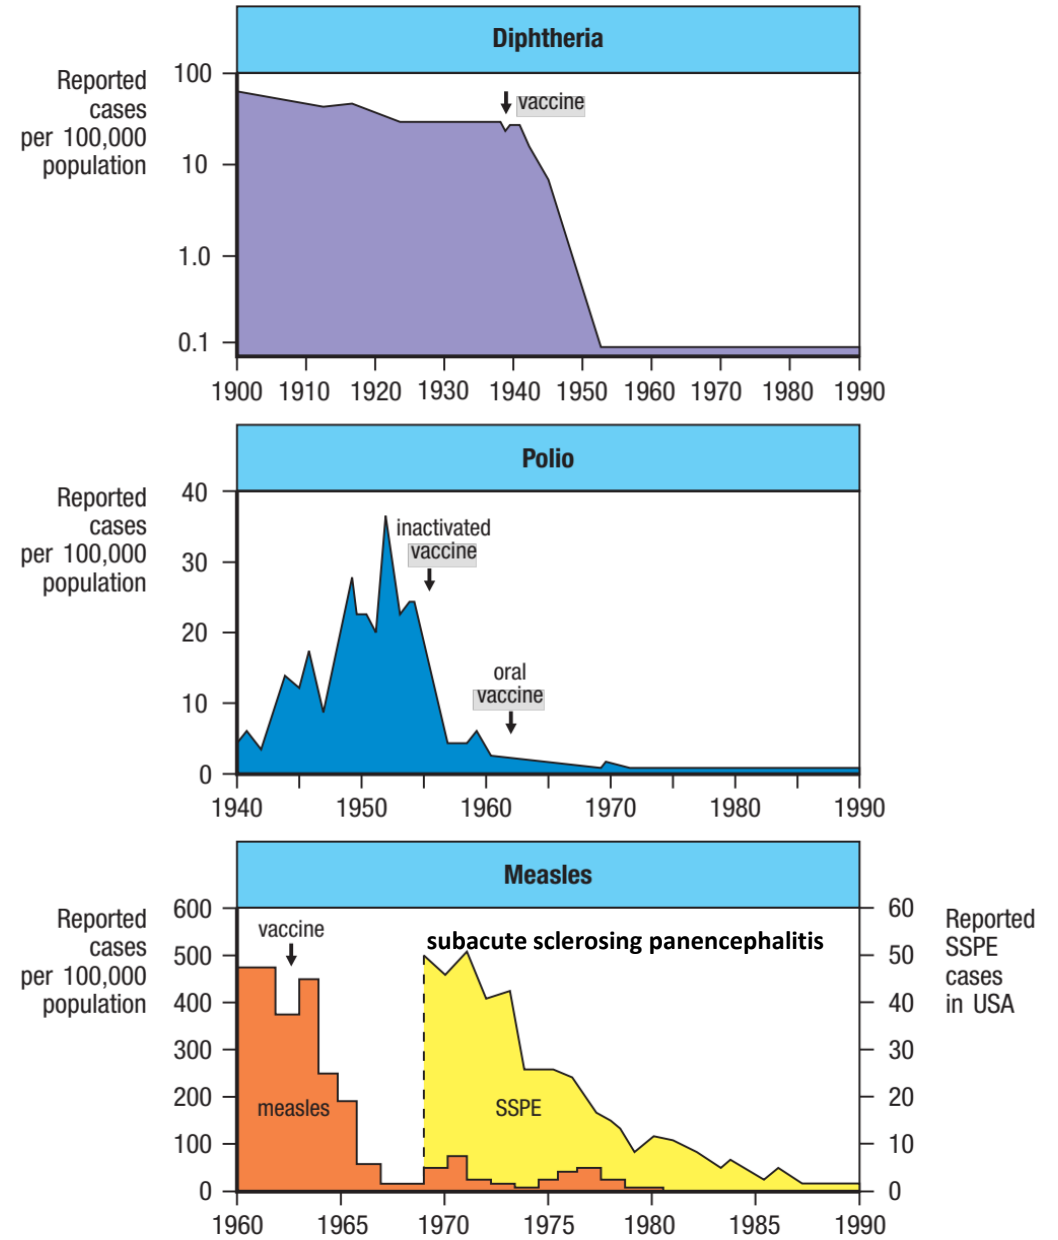 Diphtheria
Reported
cases
per 100,000
population
100
10
1.0
0.1
vaccine
1900 1910 1920 1930 1940 1950 1960 1970 1980 1990
Polio
Reported
cases
per 100,000
population
40
30
20
10
0
inactivated
vaccine
oral
vaccine
1940 1950 1960 1970 1980 1990
Measles
Reported
cases
per 100,000
population
600
500
400
300
200
100
0
vaccine
subacute sclerosing panencephalitis
measles
SSPE
60
50
40
30
20
10
0
Reported
SSPE
cases
in USA
1960 1965 1970 1975 1980 1985 1990